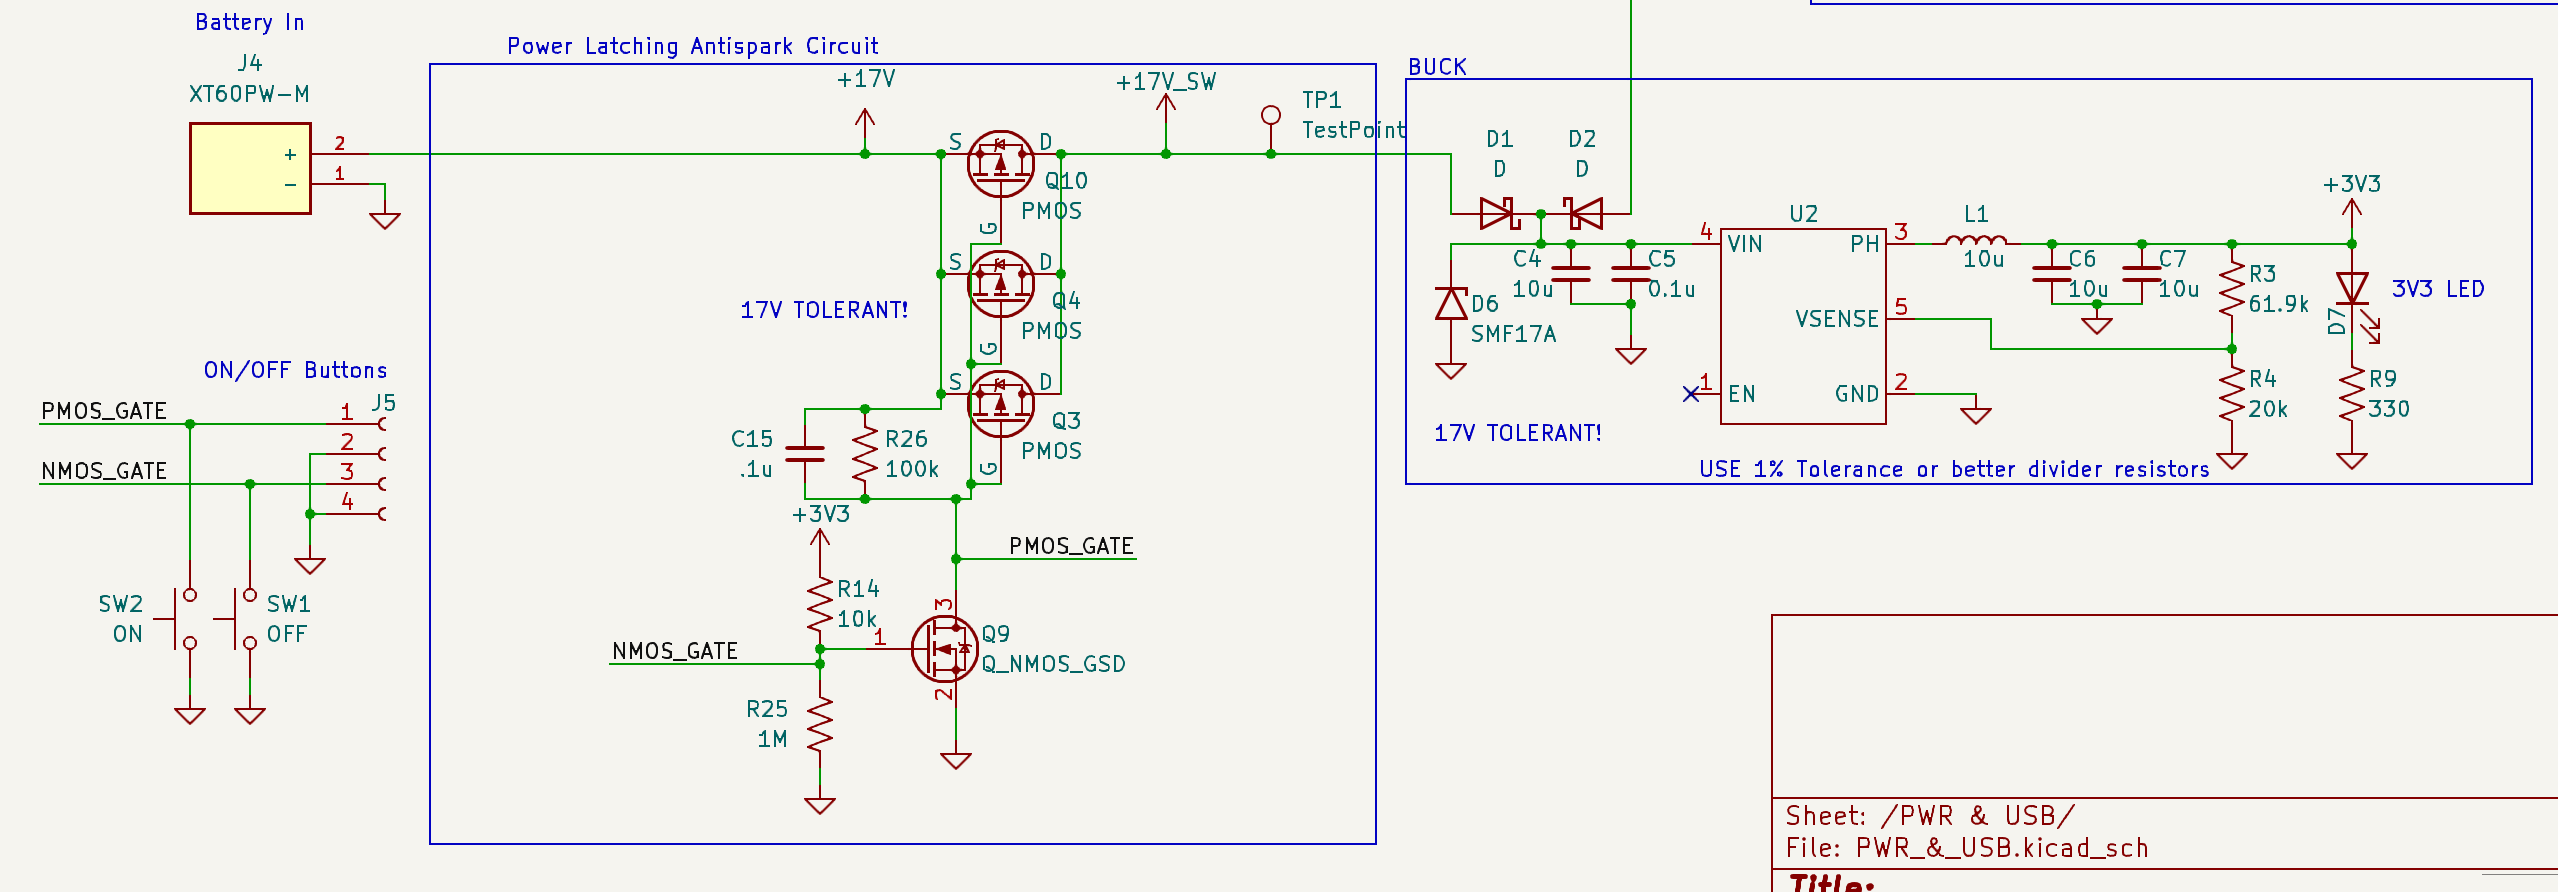 Battery In
J4
XT60PW-M
+
2
-
1
Power Latching Antispark Circuit
+17V
+17V_SW
TP1
TestPoint
S
D
Q10
PMOS
G
S
D
Q4
PMOS
G
S
D
Q3
PMOS
G
17V TOLERANT!
C15
.1u
R26
100k
+3V3
R14
10k
PMOS_GATE
NMOS_GATE
1
3
2
Q9
Q_NMOS_GSD
R25
1M
ON/OFF Buttons
J5
PMOS_GATE
1
2
NMOS_GATE
3
4
SW2
ON
SW1
OFF
BUCK
D1
D
D2
D
D6
SMF17A
C4
10u
C5
0.1u
U2
4
VIN
PH
3
VSENSE
5
1
EN
GND
2
L1
10u
C6
10u
C7
10u
R3
61.9k
R4
20k
+3V3
D7
3V3 LED
R9
330
17V TOLERANT!
USE 1% Tolerance or better divider resistors
Sheet: /PWR & USB/
File: PWR_&_USB.kicad_sch
Title: